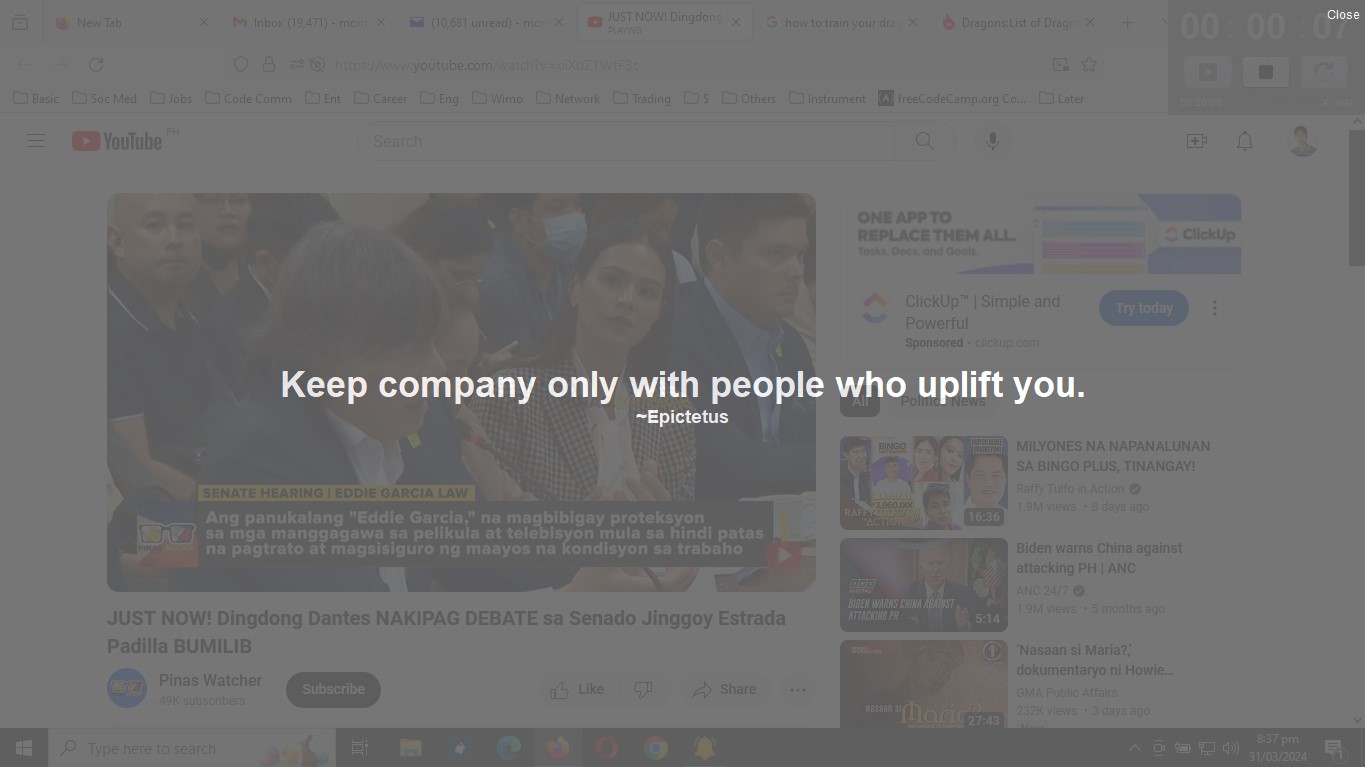 New Tab
Inbox (19,471) - mom
(10,681 unread) - mo
JUST NOW! Dingdong
PLAYING
how to train your dra
Dragons:List of Drago
Close
00 : 00 : 07
https://www.youtube.com/watch?v=
Basic
Soc Med
Jobs
Code Comm
Ent
Career
Eng
Wimo
Network
Trading
$
Others
Instrument
freeCodeCamp.org Co...
Later
YouTube PH
Search
ONE APP TO
REPLACE THEM ALL.
Tasks, Docs, and Goals.
ClickUp
ClickUp™ | Simple and
Powerful
Sponsored · clickup.com
Try today
Keep company only with people who uplift you.
~Epictetus
All
Politics News
SENATE HEARING | EDDIE GARCIA LAW
Ang panukalang "Eddie Garcia," na magbibigay proteksyon
sa mga manggagawa sa pelikula at telebisyon mula sa hindi patas
na pagtrato at magsisiguro ng maayos na kondisyon sa trabaho
PINAS
JUST NOW! Dingdong Dantes NAKIPAG DEBATE sa Senado Jinggoy Estrada
Padilla BUMILIB
Pinas Watcher
49K subscribers
Subscribe
Like
Share
BINGO
16:36
MILYONES NA NAPANALUNAN
SA BINGO PLUS, TINANGAY!
Raffy Tulfo in Action
1.9M views · 8 days ago
BIDEN WARNS CHINA AGAINST
ATTACKING PH
5:14
Biden warns China against
attacking PH | ANC
ANC 24/7
1.9M views · 5 months ago
nasaan si
Maria?
27:43
'Nasaan si Maria?,'
dokumentaryo ni Howie...
GMA Public Affairs
232K views · 3 days ago
New
Type here to search
8:37 pm
31/03/2024
1